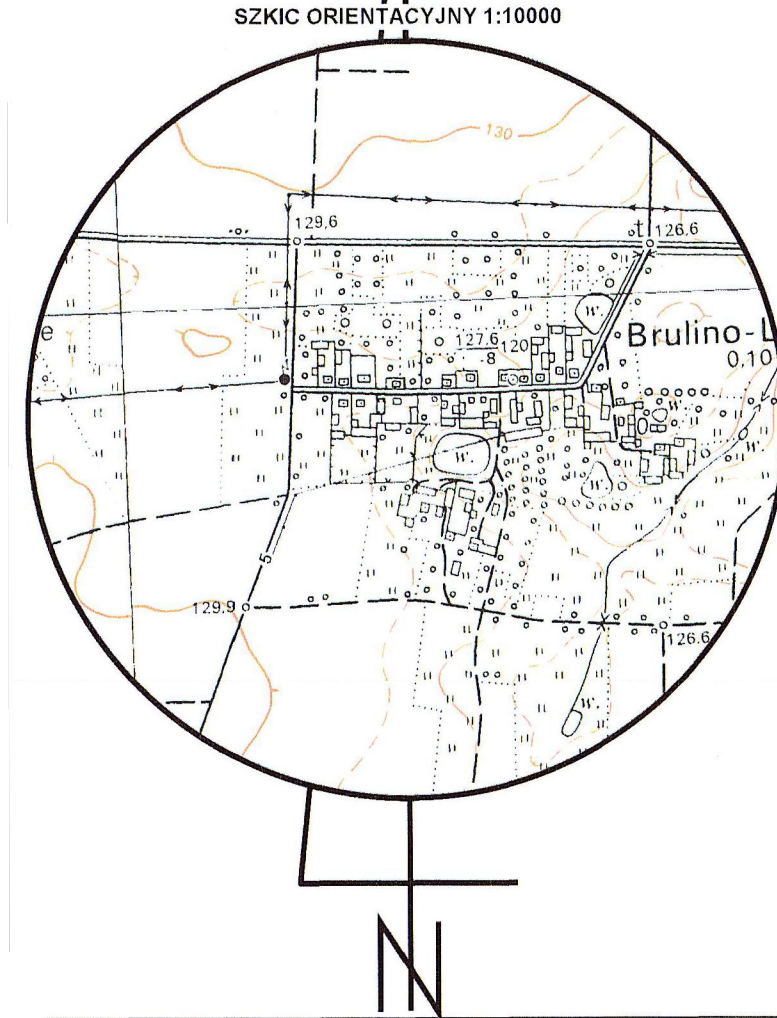 SZKIC ORIENTACYJNY 1:10000
130
129,6
t 126,6
W.
e
127,6 120
8
Brulino-L
0,10
W.
W.
W.
W.
5
129,9
126,6
W.
N